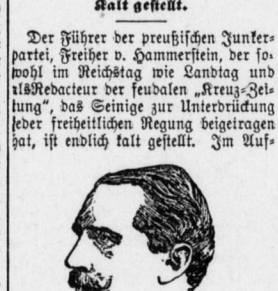 kalt gestellt.
Der Führer der preußischen Junker-
partei, Freiher v. Hammerstein, der so-
wohl im Reichstag wie Landtag und
alsRedacteur der feudalen „Kreuz-Zei-
tung", das Seinige zur Unterdrückung
jeder freiheitlichen Regung beigetragen
hat, ist endlich kalt gestellt. Im Auf-